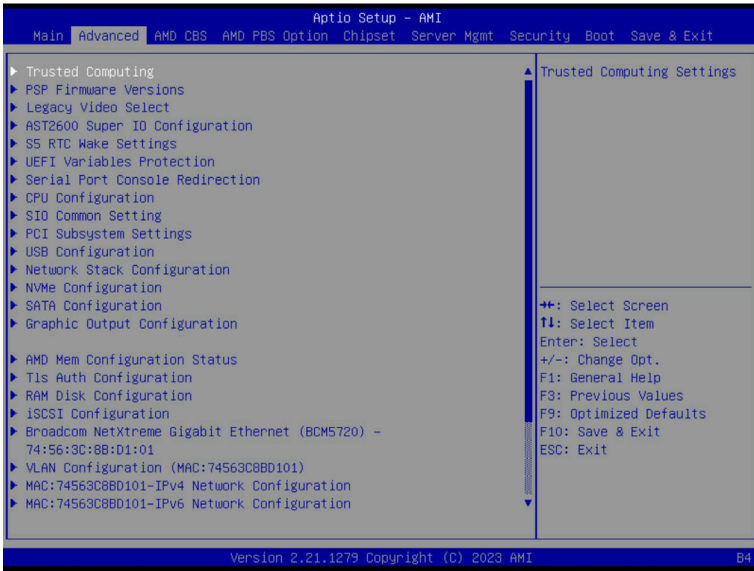 Aptio Setup – AMI
Main Advanced AMD CBS AMD PBS Option Chipset Server Mgmt Security Boot Save & Exit
▶ Trusted Computing
▶ PSP Firmware Versions
▶ Legacy Video Select
▶ AST2600 Super IO Configuration
▶ S5 RTC Wake Settings
▶ UEFI Variables Protection
▶ Serial Port Console Redirection
▶ CPU Configuration
▶ SIO Common Setting
▶ PCI Subsystem Settings
▶ USB Configuration
▶ Network Stack Configuration
▶ NVMe Configuration
▶ SATA Configuration
▶ Graphic Output Configuration
▶ AMD Mem Configuration Status
▶ Tls Auth Configuration
▶ RAM Disk Configuration
▶ iSCSI Configuration
▶ Broadcom NetXtreme Gigabit Ethernet (BCM5720) –
74:56:3C:8B:D1:01
▶ VLAN Configuration (MAC:74563C8BD101)
▶ MAC:74563C8BD101-IPv4 Network Configuration
▶ MAC:74563C8BD101-IPv6 Network Configuration
Trusted Computing Settings
→←: Select Screen
↑↓: Select Item
Enter: Select
+/-: Change Opt.
F1: General Help
F3: Previous Values
F9: Optimized Defaults
F10: Save & Exit
ESC: Exit
Version 2.21.1279 Copyright (C) 2023 AMI
B4